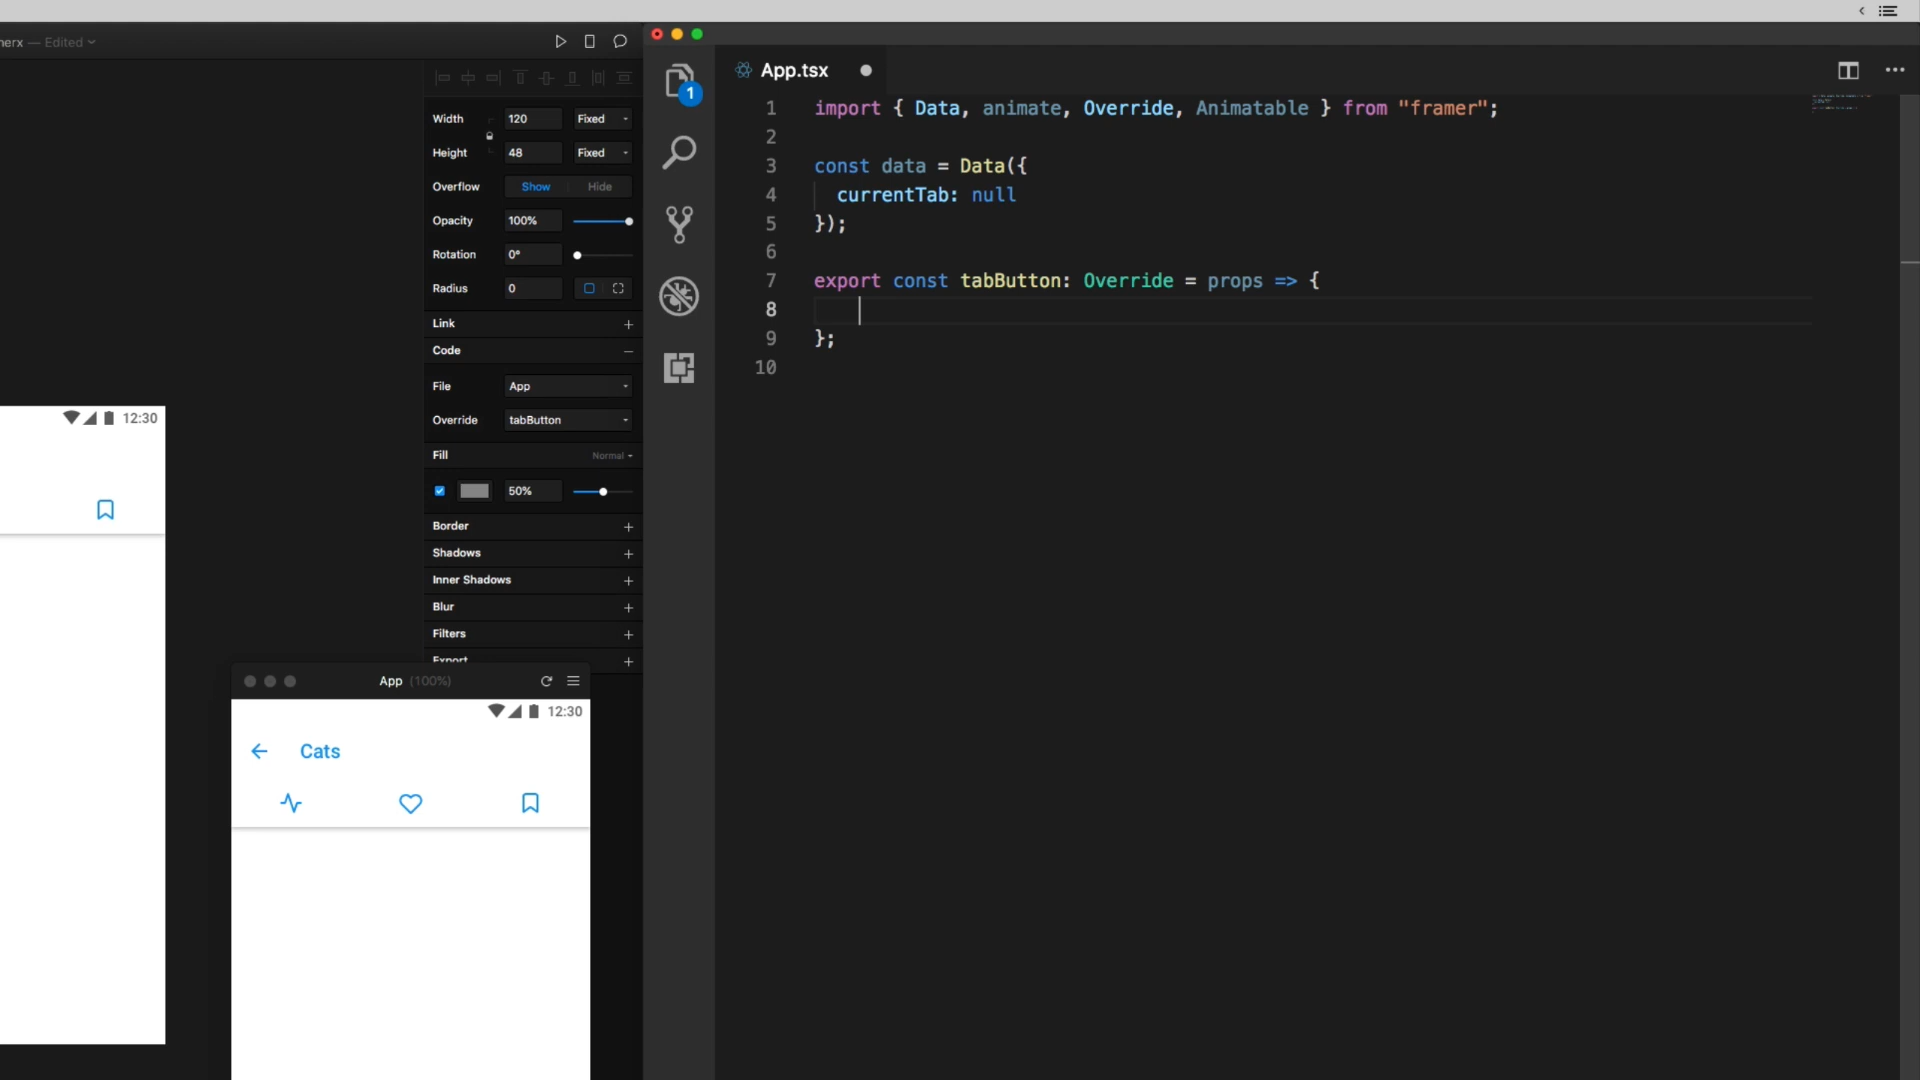 nerx — Edited
Width 120 Fixed
Height 48 Fixed
Overflow Show Hide
Opacity 100%
Rotation 0°
Radius 0
Link
Code
File App
Override tabButton
Fill Normal
50%
Border
Shadows
Inner Shadows
Blur
Filters
Export
12:30
App (100%)
12:30
Cats
1
App.tsx
1 import { Data, animate, Override, Animatable } from "framer";
2
3 const data = Data({
4 currentTab: null
5 });
6
7 export const tabButton: Override = props => {
8
9 };
10